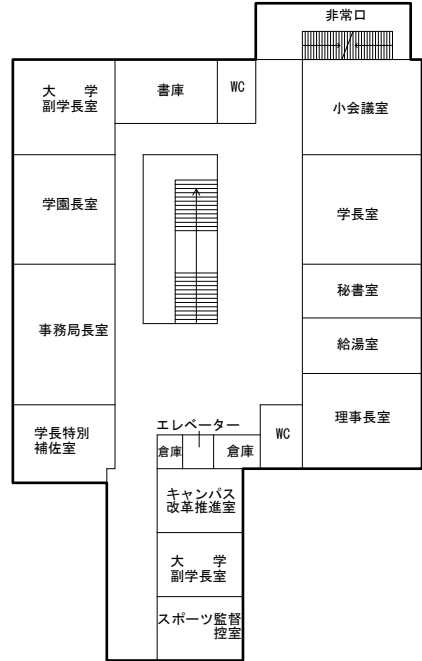 非常口
大　学
副学長室
書庫
WC
小会議室
学園長室
学長室
秘書室
事務局長室
給湯室
理事長室
学長特別
補佐室
エレベーター
倉庫
倉庫
WC
キャンパス
改革推進室
大　学
副学長室
スポーツ監督
控室